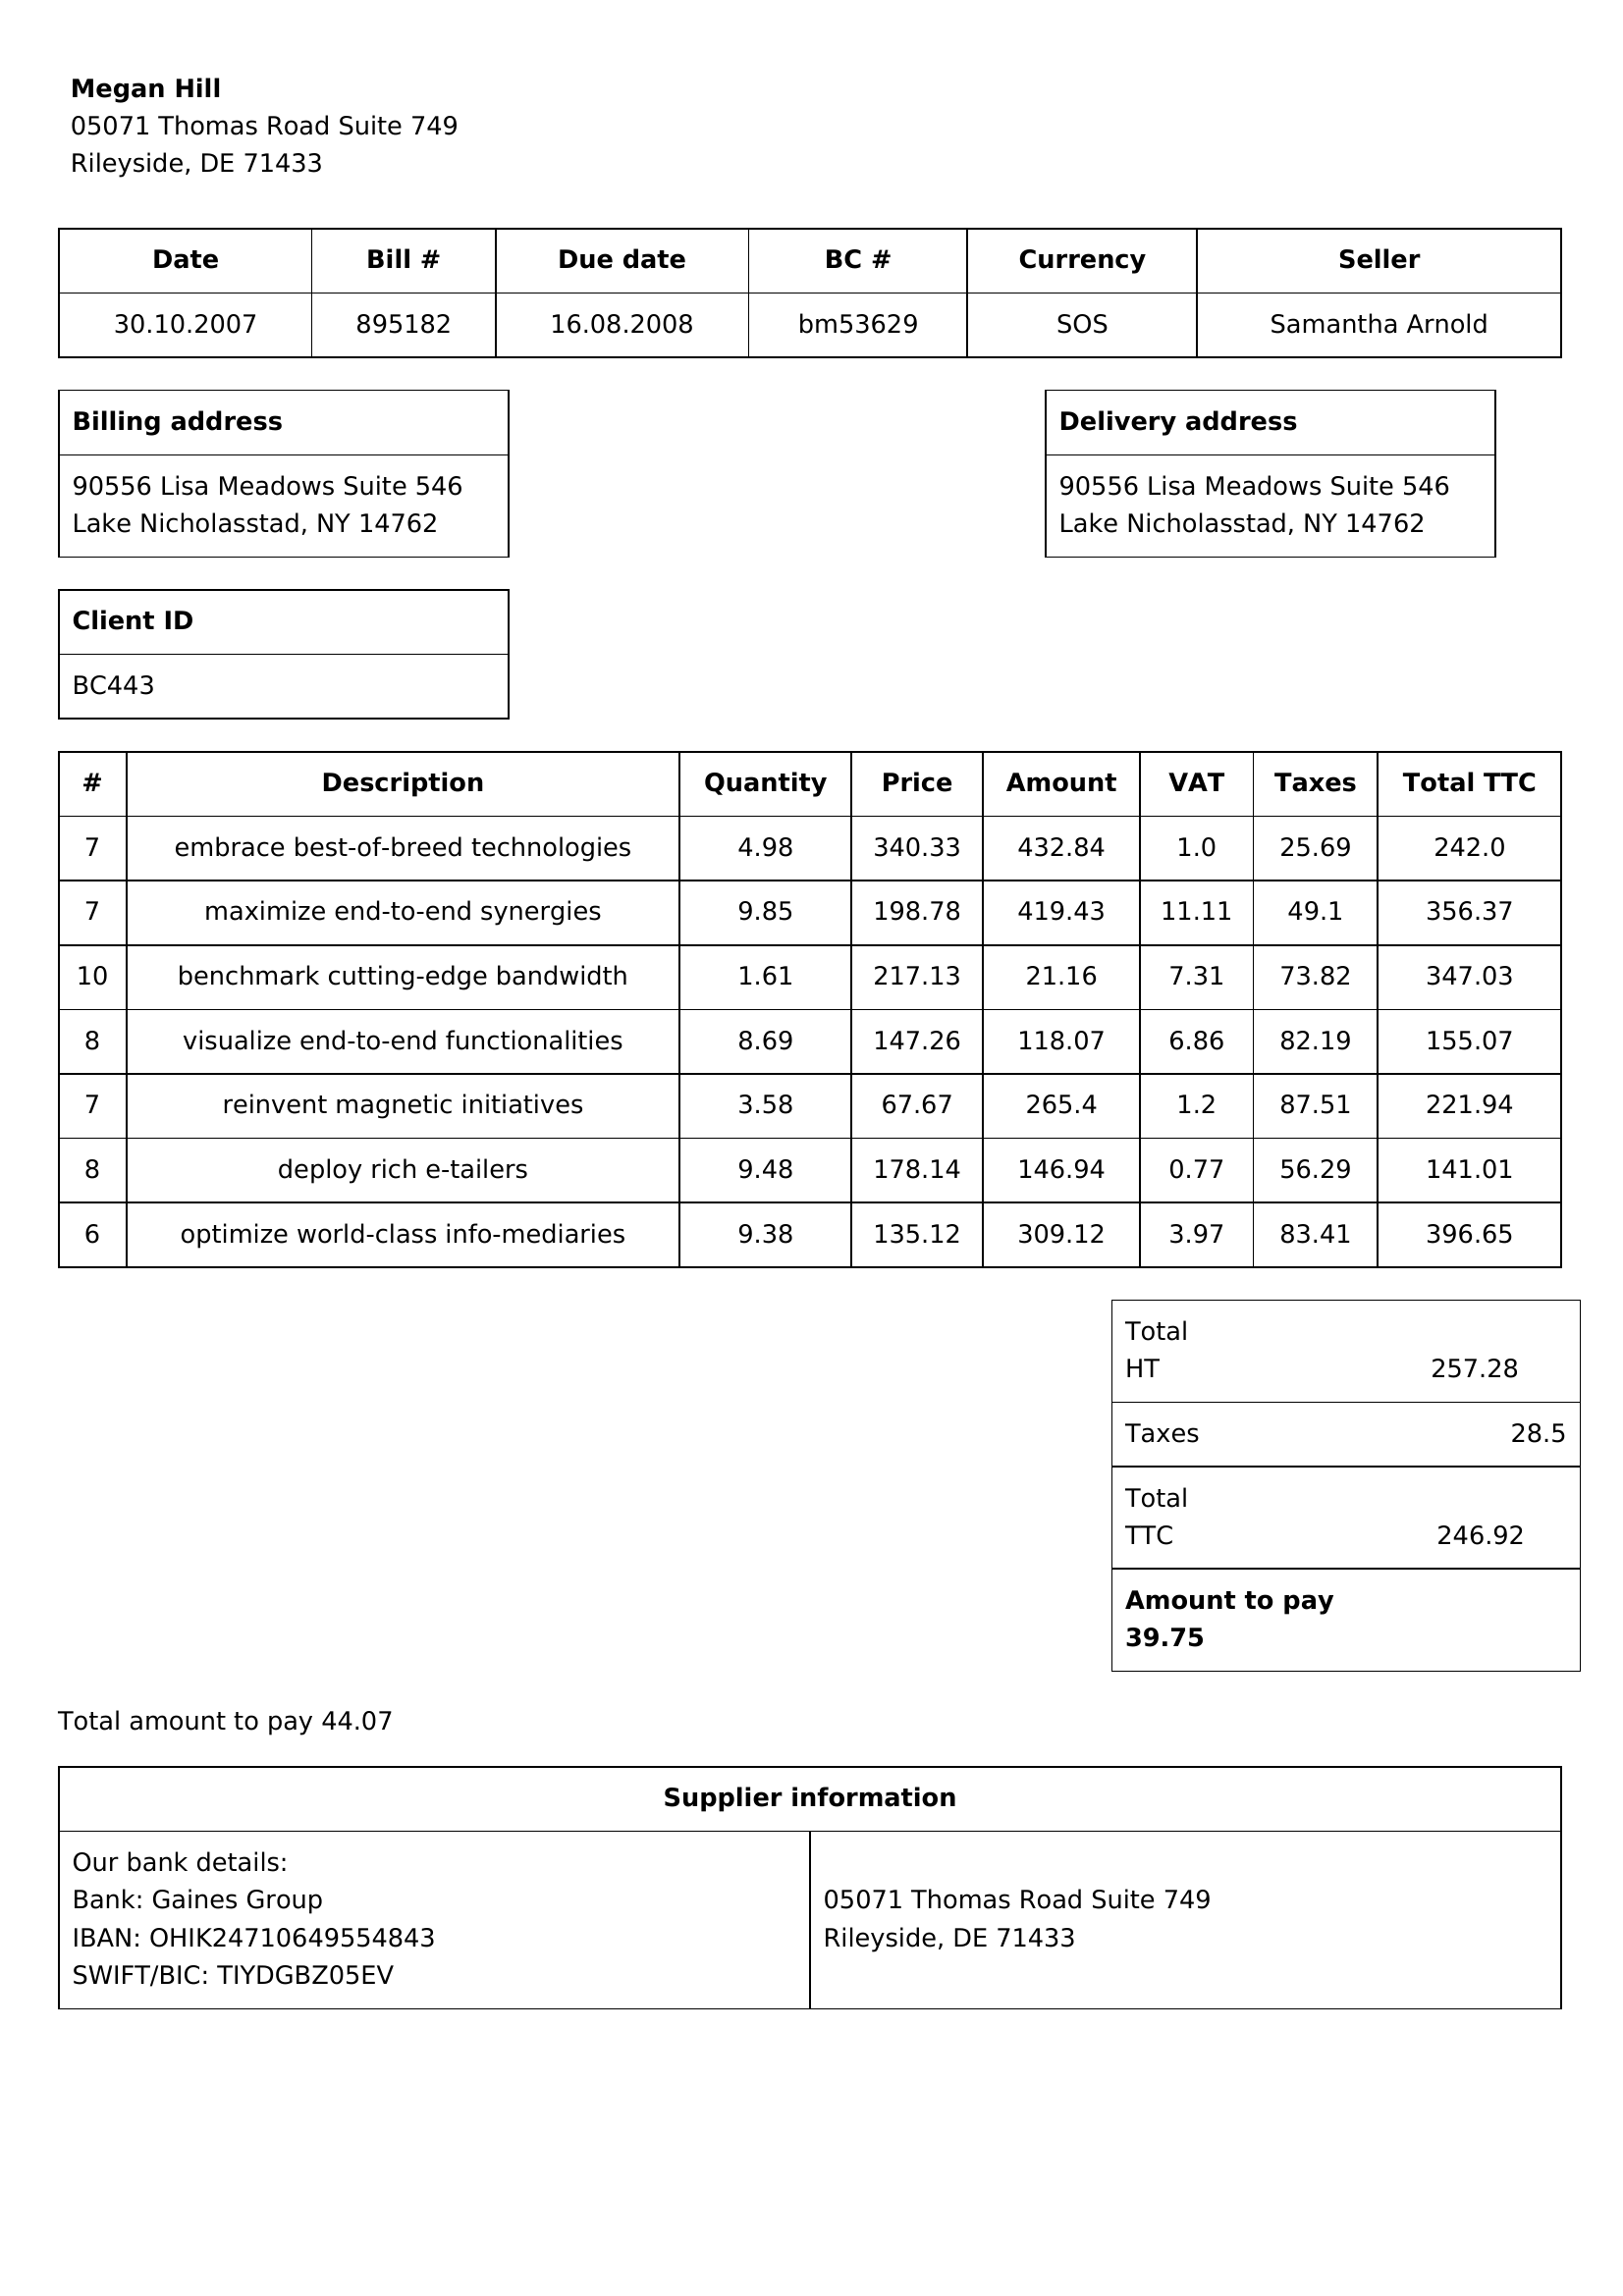 Megan Hill
05071 Thomas Road Suite 749
Rileyside, DE 71433
Date Bill # Due date BC # Currency Seller
30.10.2007 895182 16.08.2008 bm53629 SOS Samantha Arnold
Billing address
90556 Lisa Meadows Suite 546
Lake Nicholasstad, NY 14762
Delivery address
90556 Lisa Meadows Suite 546
Lake Nicholasstad, NY 14762
Client ID
BC443
# Description Quantity Price Amount VAT Taxes Total TTC
7 embrace best-of-breed technologies 4.98 340.33 432.84 1.0 25.69 242.0
7 maximize end-to-end synergies 9.85 198.78 419.43 11.11 49.1 356.37
10 benchmark cutting-edge bandwidth 1.61 217.13 21.16 7.31 73.82 347.03
8 visualize end-to-end functionalities 8.69 147.26 118.07 6.86 82.19 155.07
7 reinvent magnetic initiatives 3.58 67.67 265.4 1.2 87.51 221.94
8 deploy rich e-tailers 9.48 178.14 146.94 0.77 56.29 141.01
6 optimize world-class info-mediaries 9.38 135.12 309.12 3.97 83.41 396.65
Total
HT 257.28
Taxes 28.5
Total
TTC 246.92
Amount to pay
39.75
Total amount to pay 44.07
Supplier information
Our bank details:
Bank: Gaines Group
IBAN: OHIK24710649554843
SWIFT/BIC: TIYDGBZ05EV
05071 Thomas Road Suite 749
Rileyside, DE 71433